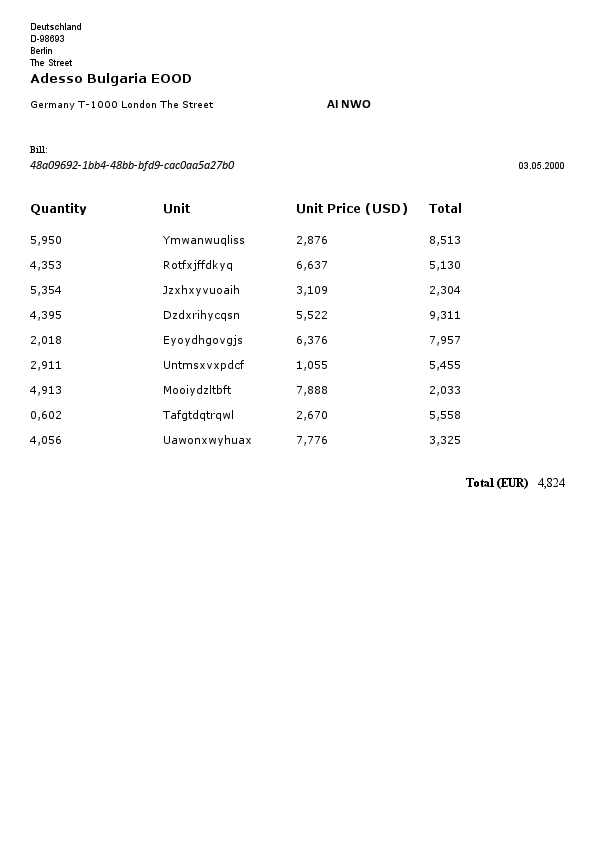 Deutschland
D-98693
Berlin
The Street
Adesso Bulgaria EOOD
Germany T-1000 London The Street AI NWO
Bill:
48a09692-1bb4-48bb-bfd9-cac0aa5a27b0 03.05.2000
Quantity Unit Unit Price (USD) Total
5,950 Ymwanwuqliss 2,876 8,513
4,353 Rotfxjffdkyq 6,637 5,130
5,354 Jzxhxyvuoaih 3,109 2,304
4,395 Dzdxrihycqsn 5,522 9,311
2,018 Eyoydhgovgjs 6,376 7,957
2,911 Untmsxvxpdcf 1,055 5,455
4,913 Mooiydzltbft 7,888 2,033
0,602 Tafgtdqtrqwl 2,670 5,558
4,056 Uawonxwyhuax 7,776 3,325
Total (EUR) 4,824